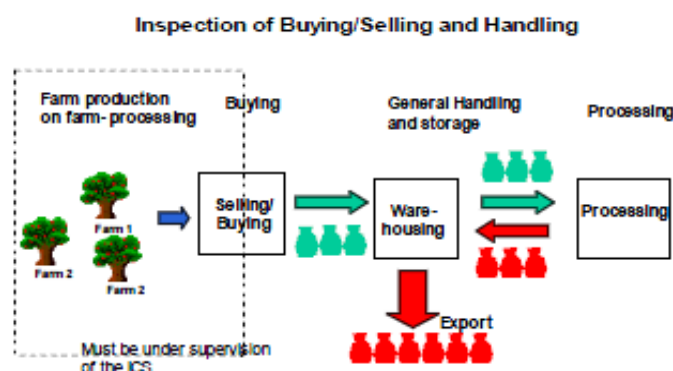 Inspection of Buying/Selling and Handling
Farm production
on farm-processing
Buying
General Handling
and storage
Processing
Farm 1
Farm 2
Farm 2
Selling/
Buying
Ware-
housing
Processing
Export
Must be under supervision
of the ICS